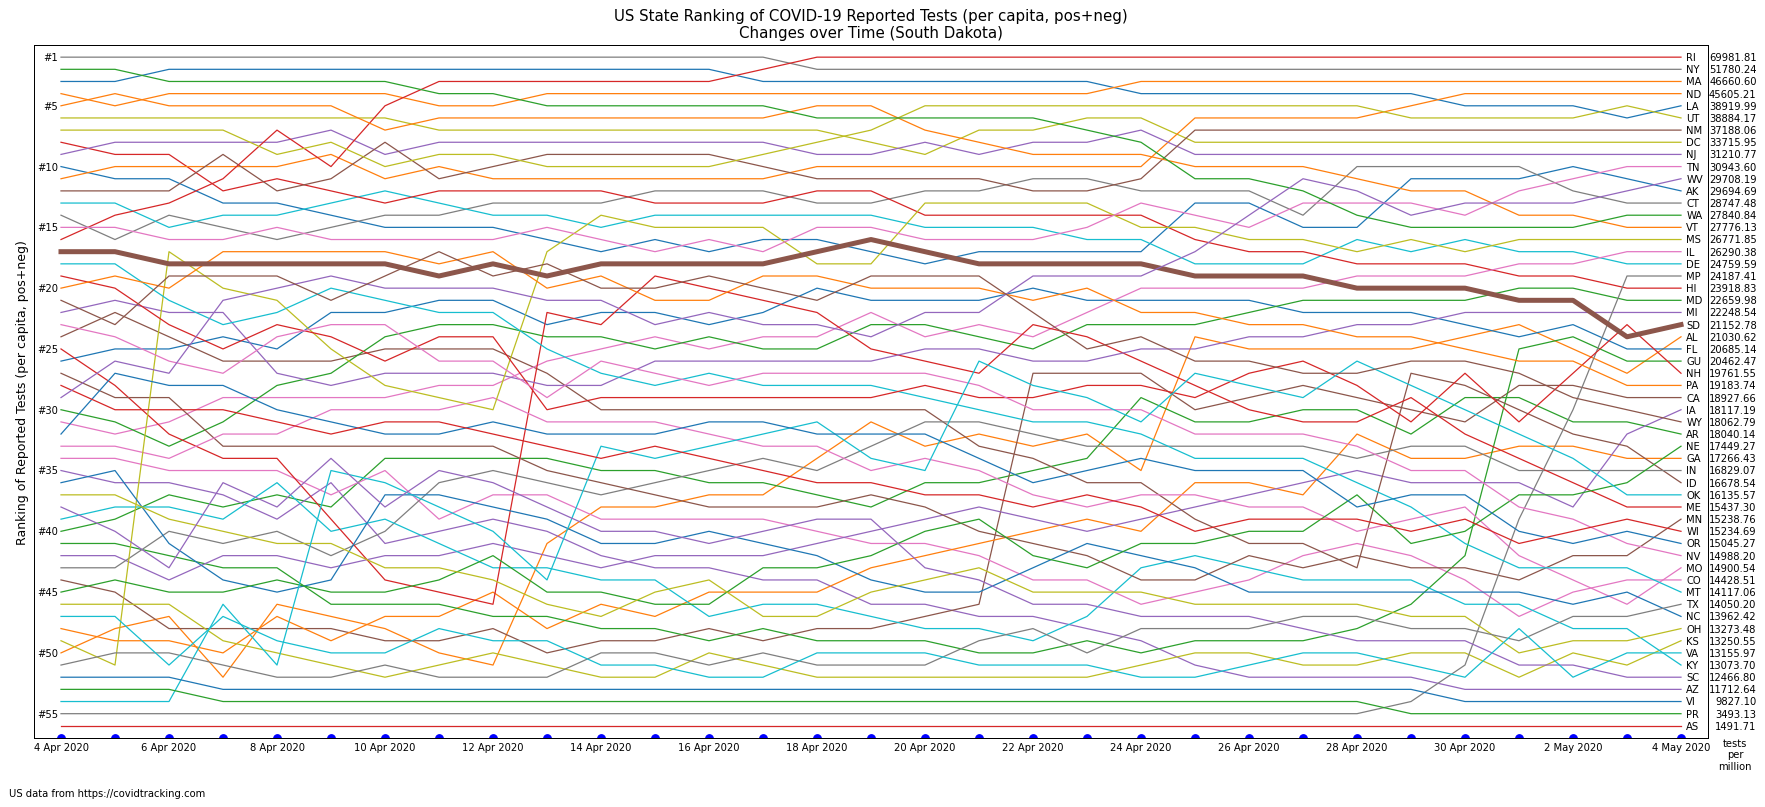 US State Ranking of COVID-19 Reported Tests (per capita, pos+neg)
Changes over Time (South Dakota)
Ranking of Reported Tests (per capita, pos+neg)
#1
#5
#10
#15
#20
#25
#30
#35
#40
#45
#50
#55
RI 69981.81
NY 51780.24
MA 46660.60
ND 45605.21
LA 38919.99
UT 38884.17
NM 37188.06
DC 33715.95
NJ 31210.77
TN 30943.60
WV 29708.19
AK 29694.69
CT 28747.48
WA 27840.84
VT 27776.13
MS 26771.85
IL 26290.38
DE 24759.59
MP 24187.41
HI 23918.83
MD 22659.98
MI 22248.54
SD 21152.78
AL 21030.62
FL 20685.14
GU 20462.47
NH 19761.55
PA 19183.74
CA 18927.66
IA 18117.19
WY 18062.79
AR 18040.14
NE 17449.27
GA 17266.43
IN 16829.07
ID 16678.54
OK 16135.57
ME 15437.30
MN 15238.76
WI 15234.69
OR 15045.27
NV 14988.20
MO 14900.54
CO 14428.51
MT 14117.06
TX 14050.20
NC 13962.42
OH 13273.48
KS 13250.55
VA 13155.97
KY 13073.70
SC 12466.80
AZ 11712.64
VI 9827.10
PR 3493.13
AS 1491.71
4 Apr 2020 6 Apr 2020 8 Apr 2020 10 Apr 2020 12 Apr 2020 14 Apr 2020 16 Apr 2020 18 Apr 2020 20 Apr 2020 22 Apr 2020 24 Apr 2020 26 Apr 2020 28 Apr 2020 30 Apr 2020 2 May 2020 4 May 2020
tests
per
million
US data from https://covidtracking.com